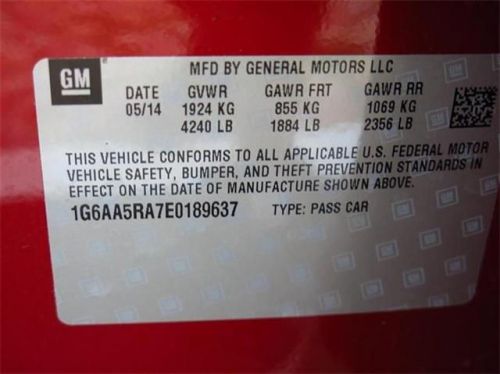 GM
MFD BY GENERAL MOTORS LLC
DATE GVWR GAWR FRT GAWR RR
05/14 1924 KG 855 KG 1069 KG
4240 LB 1884 LB 2356 LB
THIS VEHICLE CONFORMS TO ALL APPLICABLE U.S. FEDERAL MOTOR
VEHICLE SAFETY, BUMPER, AND THEFT PREVENTION STANDARDS IN
EFFECT ON THE DATE OF MANUFACTURE SHOWN ABOVE.
1G6AA5RA7E0189637 TYPE: PASS CAR